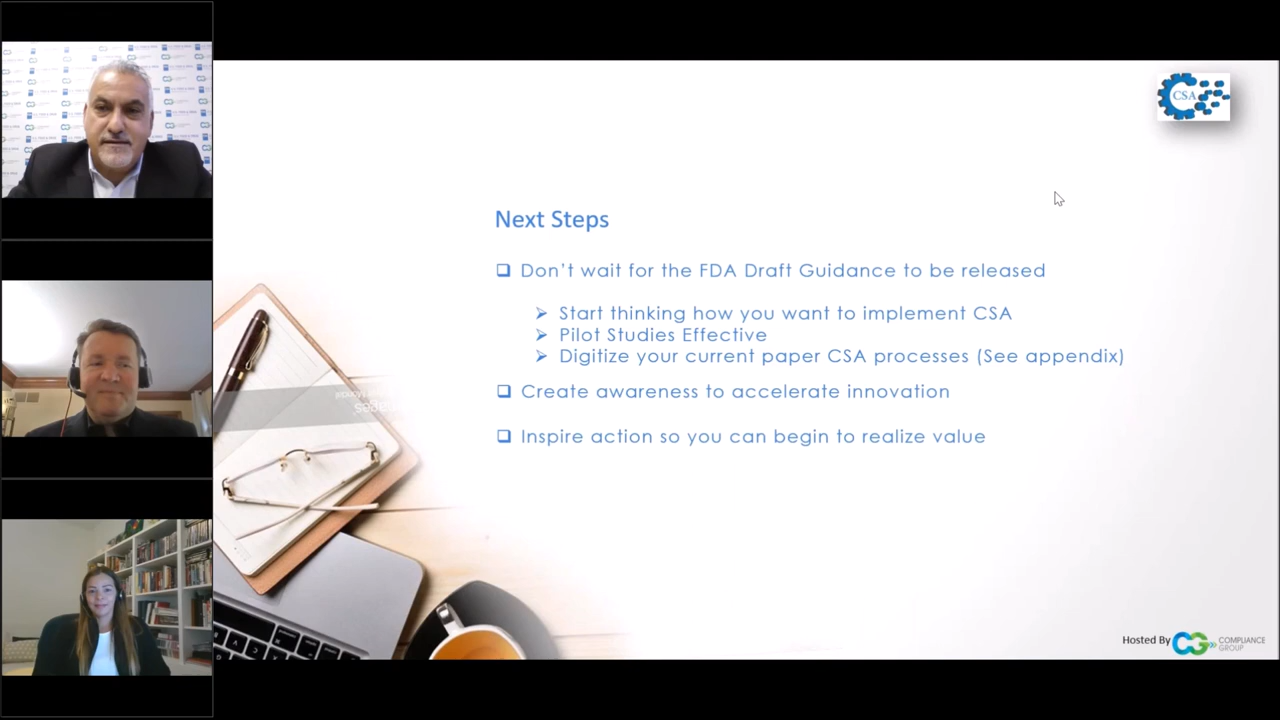 CSA
Next Steps
❑ Don't wait for the FDA Draft Guidance to be released
➢ Start thinking how you want to implement CSA
➢ Pilot Studies Effective
➢ Digitize your current paper CSA processes (See appendix)
❑ Create awareness to accelerate innovation
❑ Inspire action so you can begin to realize value
Hosted By CG COMPLIANCE
GROUP